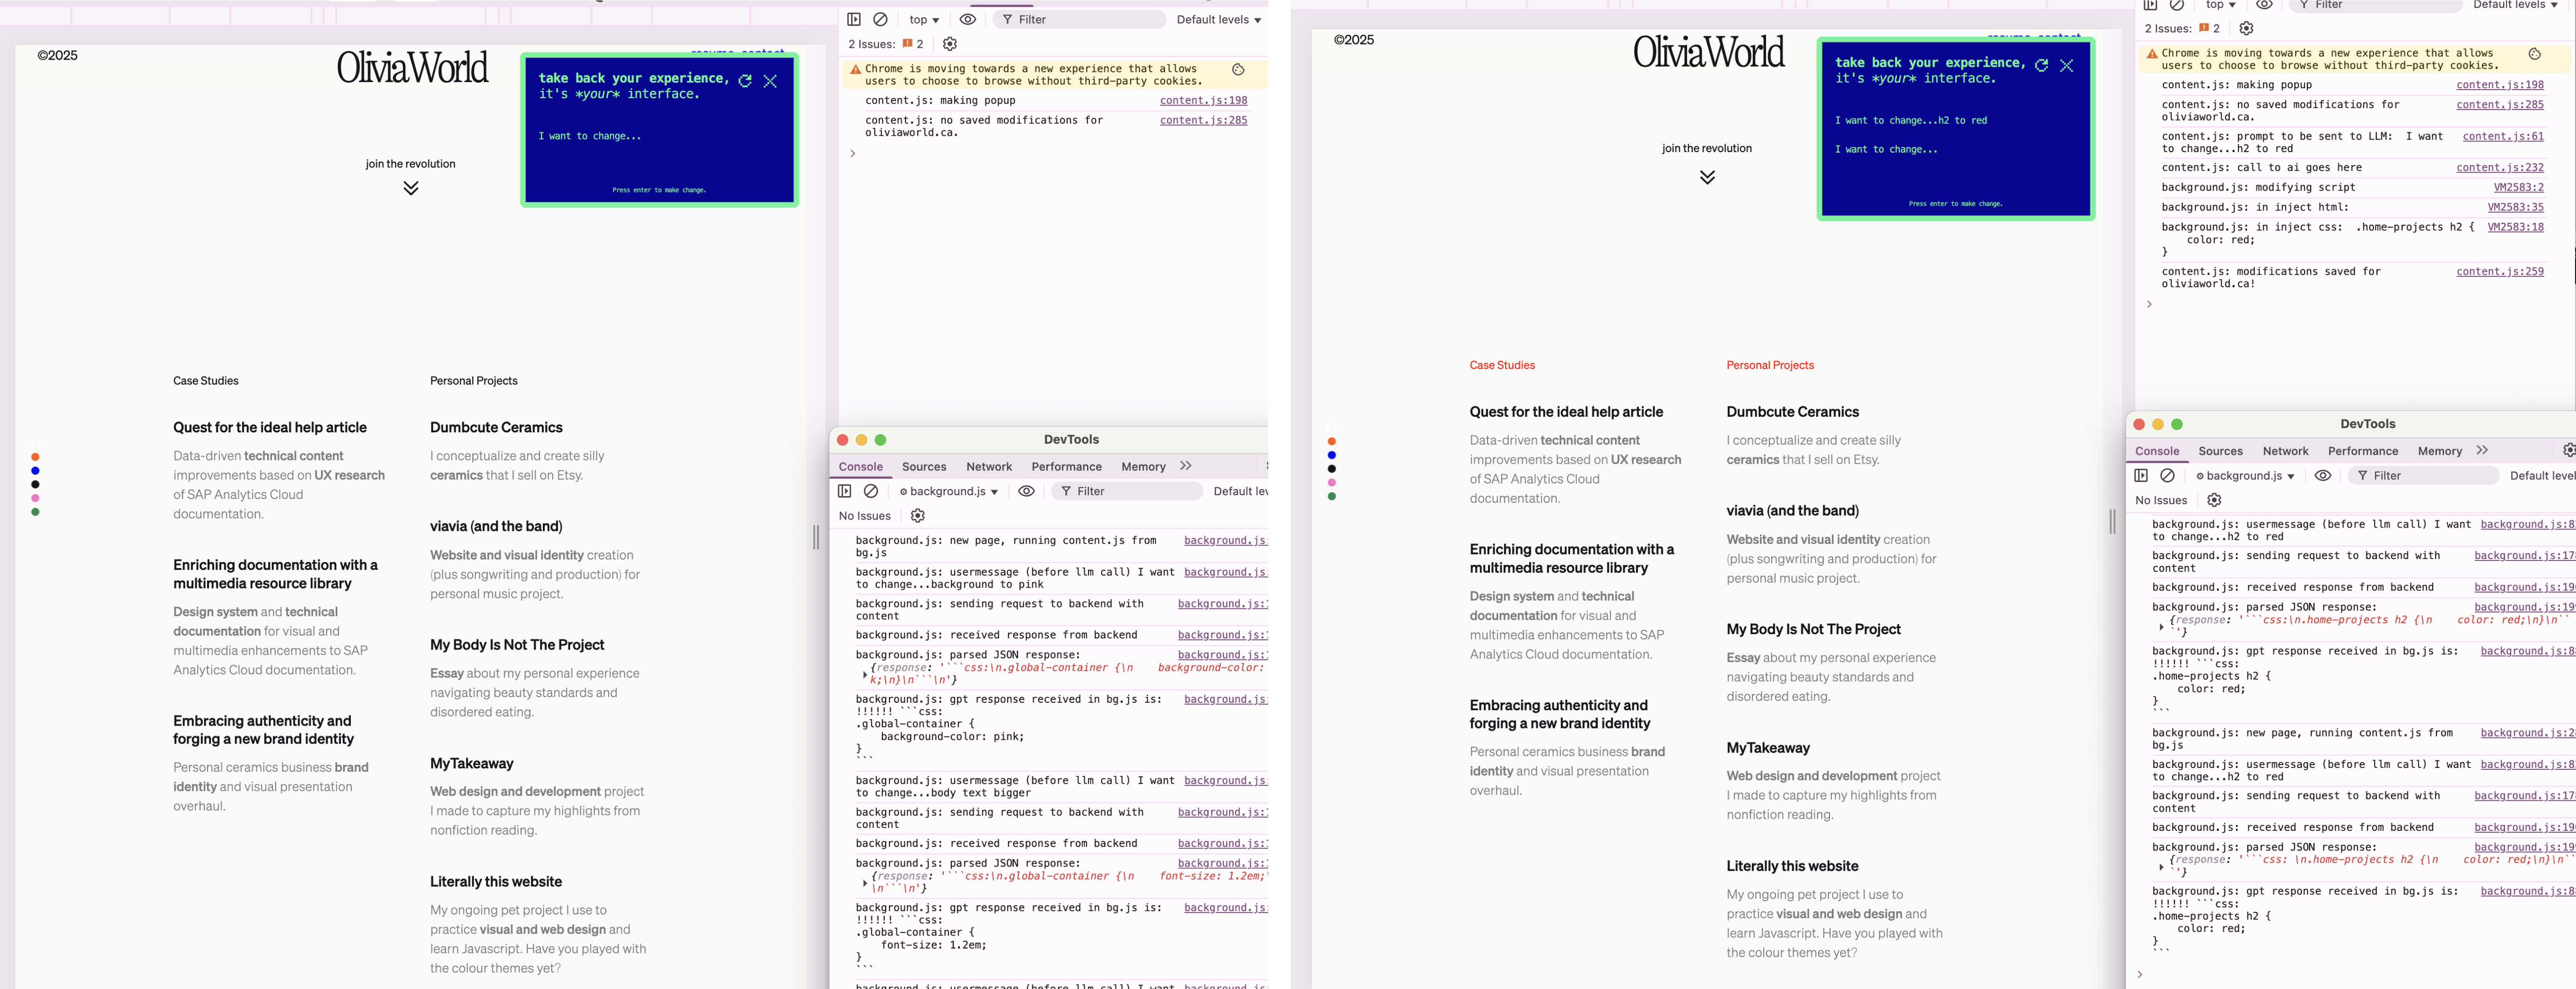 ©2025
OliviaWorld
take back your experience,
it's *your* interface.
I want to change...
Press enter to make change.
join the revolution
Case Studies
Quest for the ideal help article
Data-driven technical content
improvements based on UX research
of SAP Analytics Cloud
documentation.
Enriching documentation with a
multimedia resource library
Design system and technical
documentation for visual and
multimedia enhancements to SAP
Analytics Cloud documentation.
Embracing authenticity and
forging a new brand identity
Personal ceramics business brand
identity and visual presentation
overhaul.
Personal Projects
Dumbcute Ceramics
I conceptualize and create silly
ceramics that I sell on Etsy.
viavia (and the band)
Website and visual identity creation
(plus songwriting and production) for
personal music project.
My Body Is Not The Project
Essay about my personal experience
navigating beauty standards and
disordered eating.
MyTakeaway
Web design and development project
I made to capture my highlights from
nonfiction reading.
Literally this website
My ongoing pet project I use to
practice visual and web design and
learn Javascript. Have you played with
the colour themes yet?
top Filter Default levels
2 Issues: 2
Chrome is moving towards a new experience that allows
users to choose to browse without third-party cookies.
content.js: making popup content.js:198
content.js: no saved modifications for content.js:285
oliviaworld.ca.
>
DevTools
Console Sources Network Performance Memory >>
background.js Filter Default lev
No Issues
background.js: new page, running content.js from background.js:
bg.js
background.js: usermessage (before llm call) I want background.js:
to change...background to pink
background.js: sending request to backend with background.js:1
content
background.js: received response from backend background.js:1
background.js: parsed JSON response: background.js:1
{response: '```css:\n.global-container {\n    background-color:
k;\n}\n```\n'}
background.js: gpt response received in bg.js is: background.js:
!!!!!! ```css:
.global-container {
    background-color: pink;
}
```
background.js: usermessage (before llm call) I want background.js:
to change...body text bigger
background.js: sending request to backend with background.js:1
content
background.js: received response from backend background.js:1
background.js: parsed JSON response: background.js:1
{response: '```css:\n.global-container {\n    font-size: 1.2em;
\n```\n'}
background.js: gpt response received in bg.js is: background.js:
!!!!!! ```css:
.global-container {
    font-size: 1.2em;
}
```
background.js: usermessage (before llm call) I want background.js:
©2025
OliviaWorld
take back your experience,
it's *your* interface.
I want to change...h2 to red
I want to change...
Press enter to make change.
join the revolution
Case Studies
Quest for the ideal help article
Data-driven technical content
improvements based on UX research
of SAP Analytics Cloud
documentation.
Enriching documentation with a
multimedia resource library
Design system and technical
documentation for visual and
multimedia enhancements to SAP
Analytics Cloud documentation.
Embracing authenticity and
forging a new brand identity
Personal ceramics business brand
identity and visual presentation
overhaul.
Personal Projects
Dumbcute Ceramics
I conceptualize and create silly
ceramics that I sell on Etsy.
viavia (and the band)
Website and visual identity creation
(plus songwriting and production) for
personal music project.
My Body Is Not The Project
Essay about my personal experience
navigating beauty standards and
disordered eating.
MyTakeaway
Web design and development project
I made to capture my highlights from
nonfiction reading.
Literally this website
My ongoing pet project I use to
practice visual and web design and
learn Javascript. Have you played with
the colour themes yet?
top Filter Default levels
2 Issues: 2
Chrome is moving towards a new experience that allows
users to choose to browse without third-party cookies.
content.js: making popup content.js:198
content.js: no saved modifications for content.js:285
oliviaworld.ca.
content.js: prompt to be sent to LLM:  I want content.js:61
to change...h2 to red
content.js: call to ai goes here content.js:232
background.js: modifying script VM2583:2
background.js: in inject html: VM2583:35
background.js: in inject css:  .home-projects h2 { VM2583:18
    color: red;
}
content.js: modifications saved for content.js:259
oliviaworld.ca!
>
DevTools
Console Sources Network Performance Memory >>
background.js Filter Default level
No Issues
background.js: usermessage (before llm call) I want background.js:8
to change...h2 to red
background.js: sending request to backend with background.js:17
content
background.js: received response from backend background.js:19
background.js: parsed JSON response: background.js:19
{response: '```css:\n.home-projects h2 {\n    color: red;\n}\n``
`'}
background.js: gpt response received in bg.js is: background.js:8
!!!!!! ```css:
.home-projects h2 {
    color: red;
}
```
background.js: new page, running content.js from background.js:2
bg.js
background.js: usermessage (before llm call) I want background.js:8
to change...h2 to red
background.js: sending request to backend with background.js:17
content
background.js: received response from backend background.js:19
background.js: parsed JSON response: background.js:19
{response: '```css: \n.home-projects h2 {\n    color: red;\n}\n``
`'}
background.js: gpt response received in bg.js is: background.js:8
!!!!!! ```css:
.home-projects h2 {
    color: red;
}
```
>